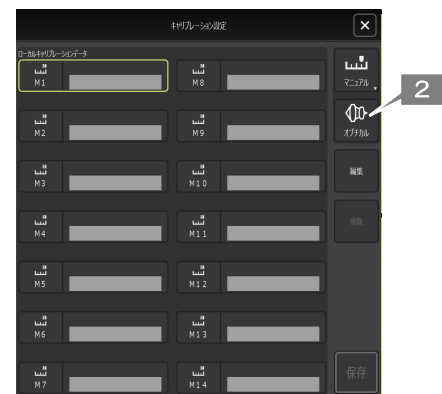 キャリブレーション設定
ローカルキャリブレーションデータ
M1
M8
マニュアル
M2
M9
オプチカル
2
M3
M10
編集
M4
M11
削除
M5
M12
M6
M13
M7
M14
保存